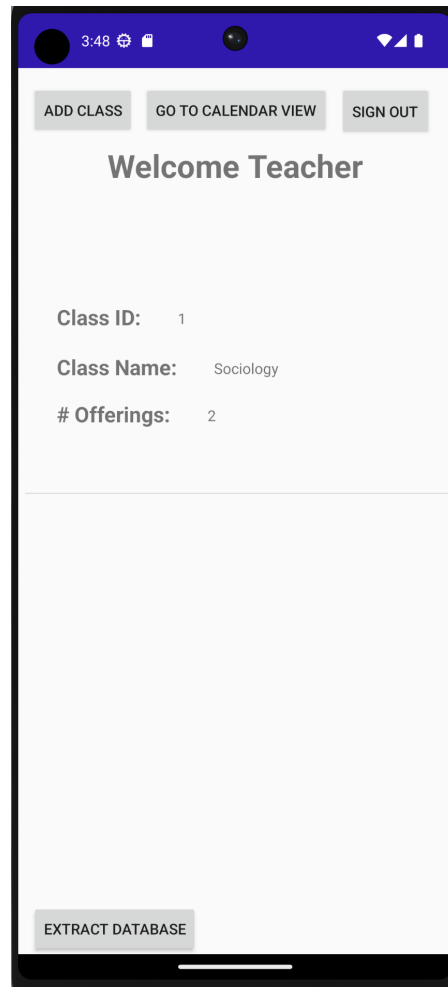 3:48
ADD CLASS GO TO CALENDAR VIEW SIGN OUT
Welcome Teacher
Class ID: 1
Class Name: Sociology
# Offerings: 2
EXTRACT DATABASE